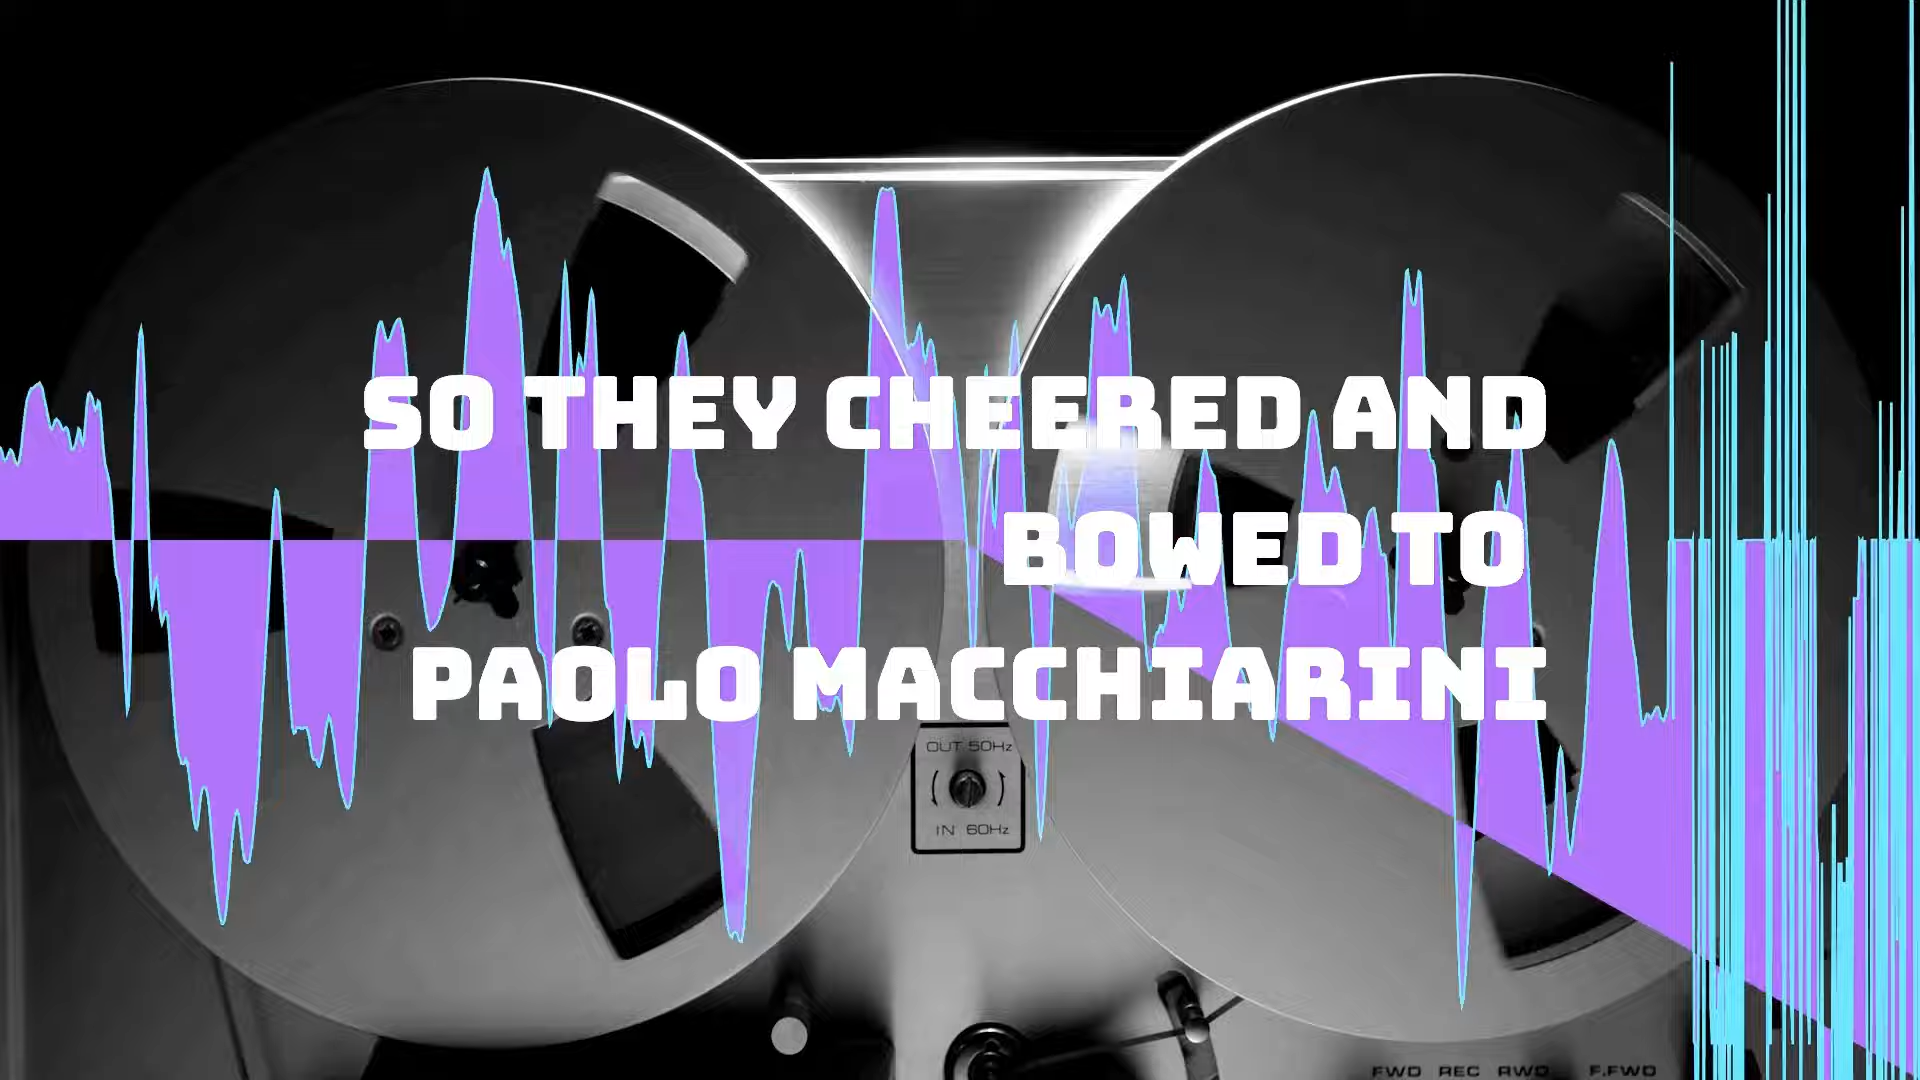 SO THEY CHEERED AND
BOWED TO
PAOLO MACCHIARINI
OUT 50Hz
IN 60Hz
FWD REC RWD F.FWD